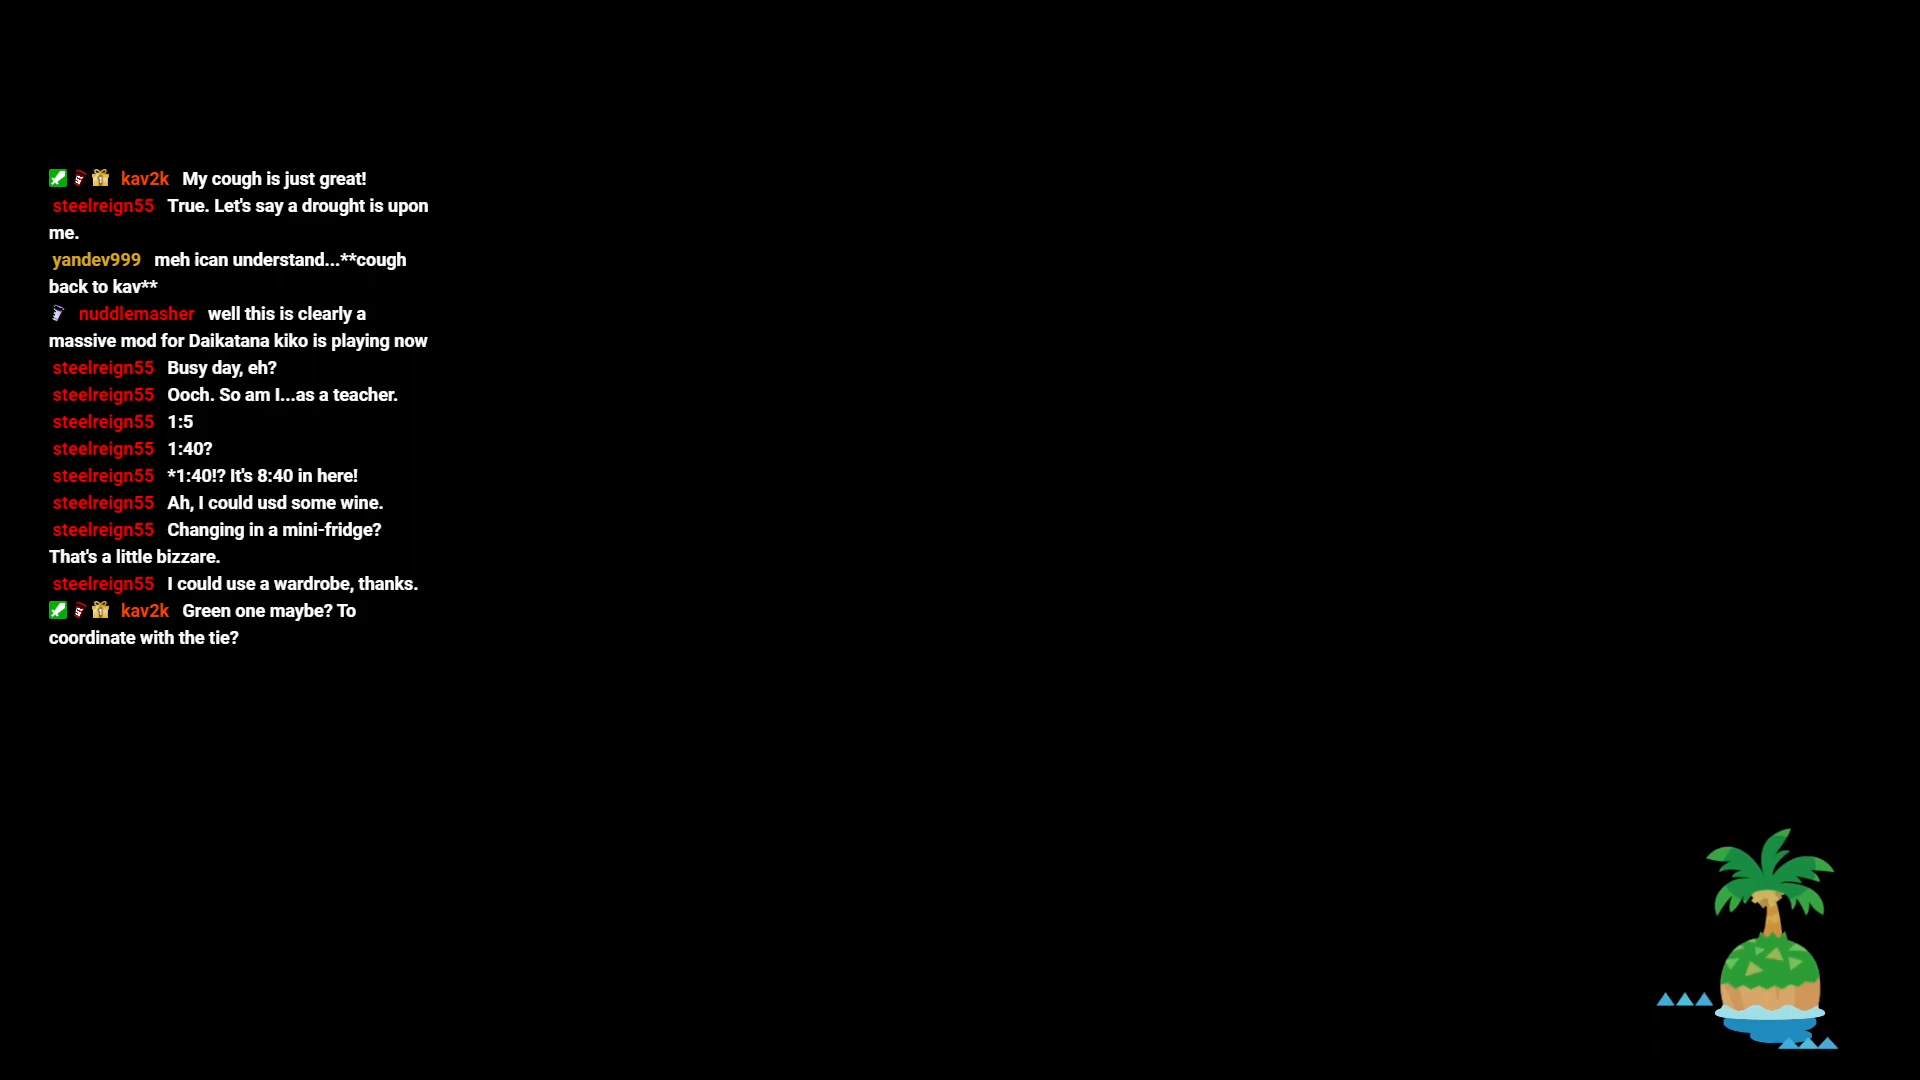 kav2k My cough is just great!
steelreign55 True. Let's say a drought is upon
me.
yandev999 meh ican understand...**cough
back to kav**
nuddlemasher well this is clearly a
massive mod for Daikatana kiko is playing now
steelreign55 Busy day, eh?
steelreign55 Ooch. So am I...as a teacher.
steelreign55 1:5
steelreign55 1:40?
steelreign55 *1:40!? It's 8:40 in here!
steelreign55 Ah, I could usd some wine.
steelreign55 Changing in a mini-fridge?
That's a little bizzare.
steelreign55 I could use a wardrobe, thanks.
kav2k Green one maybe? To
coordinate with the tie?